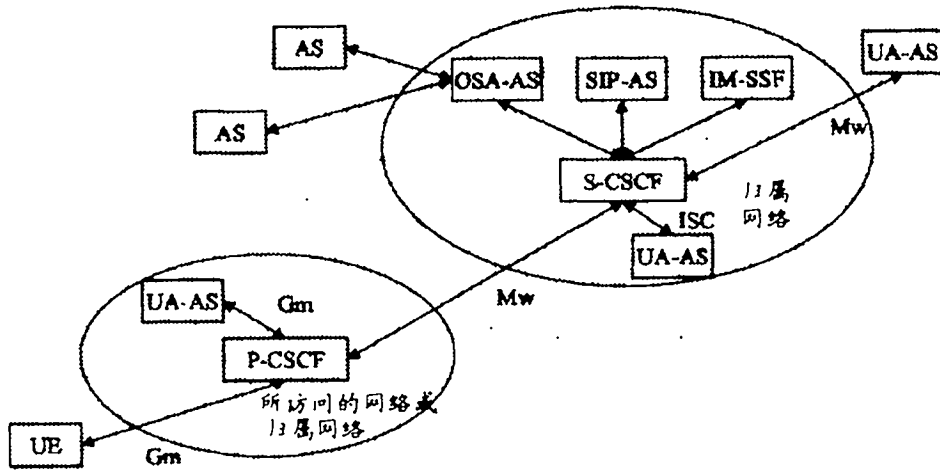 AS
OSA-AS
SIP-AS
IM-SSF
UA-AS
AS
Mw
S-CSCF
归属
网络
ISC
UA-AS
Mw
UA-AS
Gm
P-CSCF
所访问的网络或
归属网络
UE
Gm